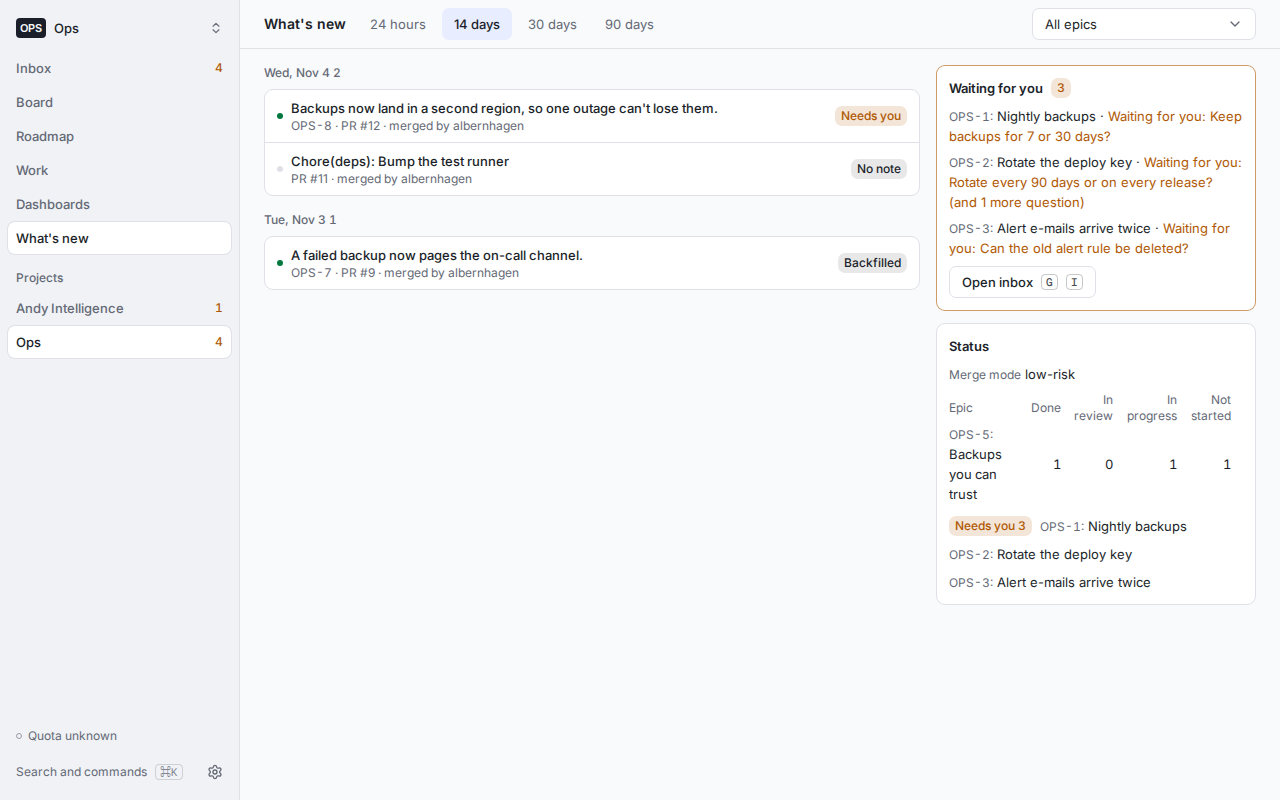 OPS Ops
Inbox 4
Board
Roadmap
Work
Dashboards
What's new
Projects
Andy Intelligence 1
Ops 4
Quota unknown
Search and commands ⌘K
What's new 24 hours 14 days 30 days 90 days
All epics
Wed, Nov 4 2
Backups now land in a second region, so one outage can't lose them.
OPS-8 · PR #12 · merged by albernhagen
Needs you
Chore(deps): Bump the test runner
PR #11 · merged by albernhagen
No note
Tue, Nov 3 1
A failed backup now pages the on-call channel.
OPS-7 · PR #9 · merged by albernhagen
Backfilled
Waiting for you 3
OPS-1: Nightly backups · Waiting for you: Keep
backups for 7 or 30 days?
OPS-2: Rotate the deploy key · Waiting for you:
Rotate every 90 days or on every release?
(and 1 more question)
OPS-3: Alert e-mails arrive twice · Waiting for
you: Can the old alert rule be deleted?
Open inbox G I
Status
Merge mode low-risk
Epic Done In review In progress Not started
OPS-5:
Backups
you can
trust
1 0 1 1
Needs you 3 OPS-1: Nightly backups
OPS-2: Rotate the deploy key
OPS-3: Alert e-mails arrive twice